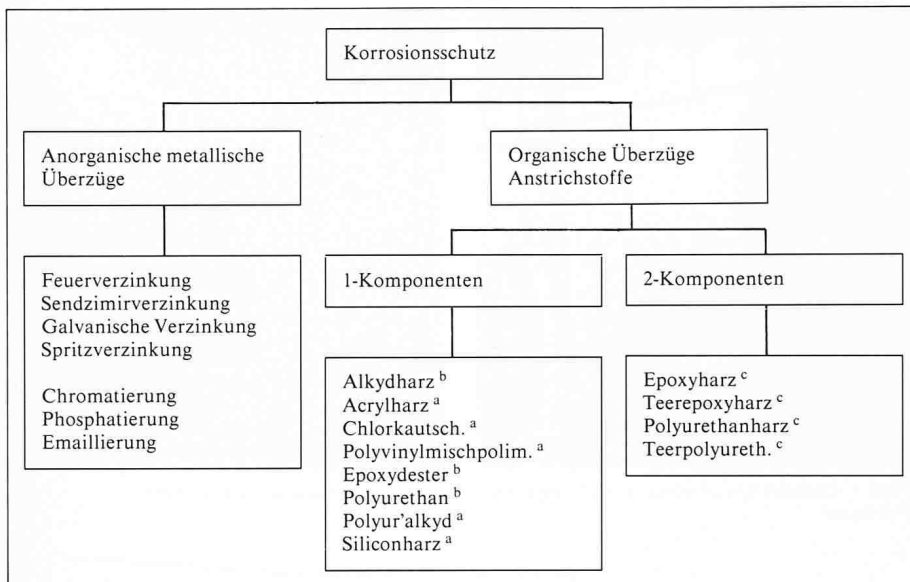 Korrosionsschutz
Anorganische metallische
Überzüge
Organische Überzüge
Anstrichstoffe
Feuerverzinkung
Sendzimirverzinkung
Galvanische Verzinkung
Spritzverzinkung
Chromatierung
Phosphatierung
Emaillierung
1-Komponenten
Alkydharz b
Acrylharz a
Chlorkautsch. a
Polyvinylmischpolim. a
Epoxydester b
Polyurethan b
Polyur'alkyd a
Siliconharz a
2-Komponenten
Epoxyharz c
Teerepoxyharz c
Polyurethanharz c
Teerpolyureth. c